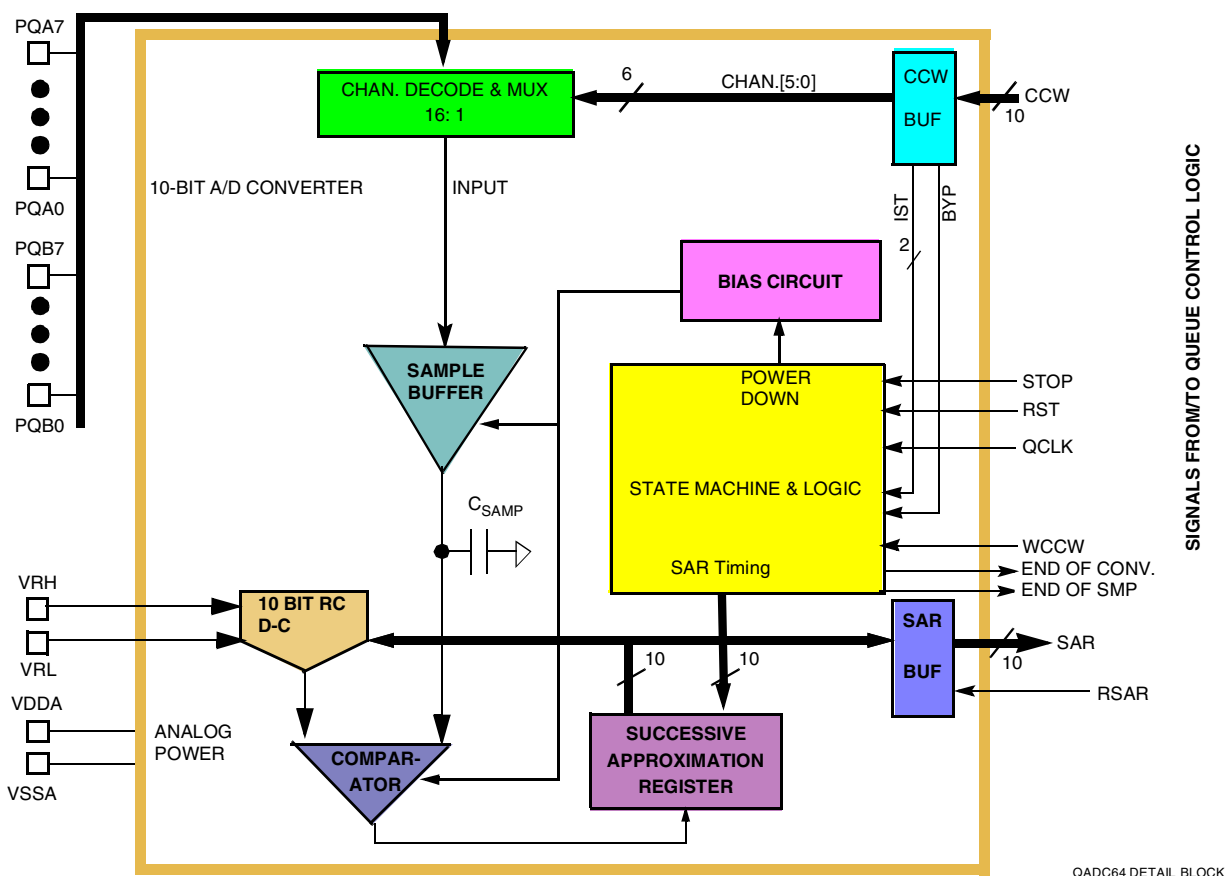 PQA7
PQA0
PQB7
PQB0
VRH
VRL
VDDA
VSSA
CHAN. DECODE & MUX
16: 1
6
CHAN.[5:0]
CCW
BUF
CCW
10
10-BIT A/D CONVERTER
INPUT
IST
BYP
2
BIAS CIRCUIT
SAMPLE
BUFFER
POWER
DOWN
STATE MACHINE & LOGIC
SAR Timing
STOP
RST
QCLK
WCCW
END OF CONV.
END OF SMP
CSAMP
10 BIT RC
D-C
SAR
BUF
10
SAR
RSAR
10
10
ANALOG
POWER
COMPAR-
ATOR
SUCCESSIVE
APPROXIMATION
REGISTER
SIGNALS FROM/TO QUEUE CONTROL LOGIC
QADC64 DETAIL BLOCK